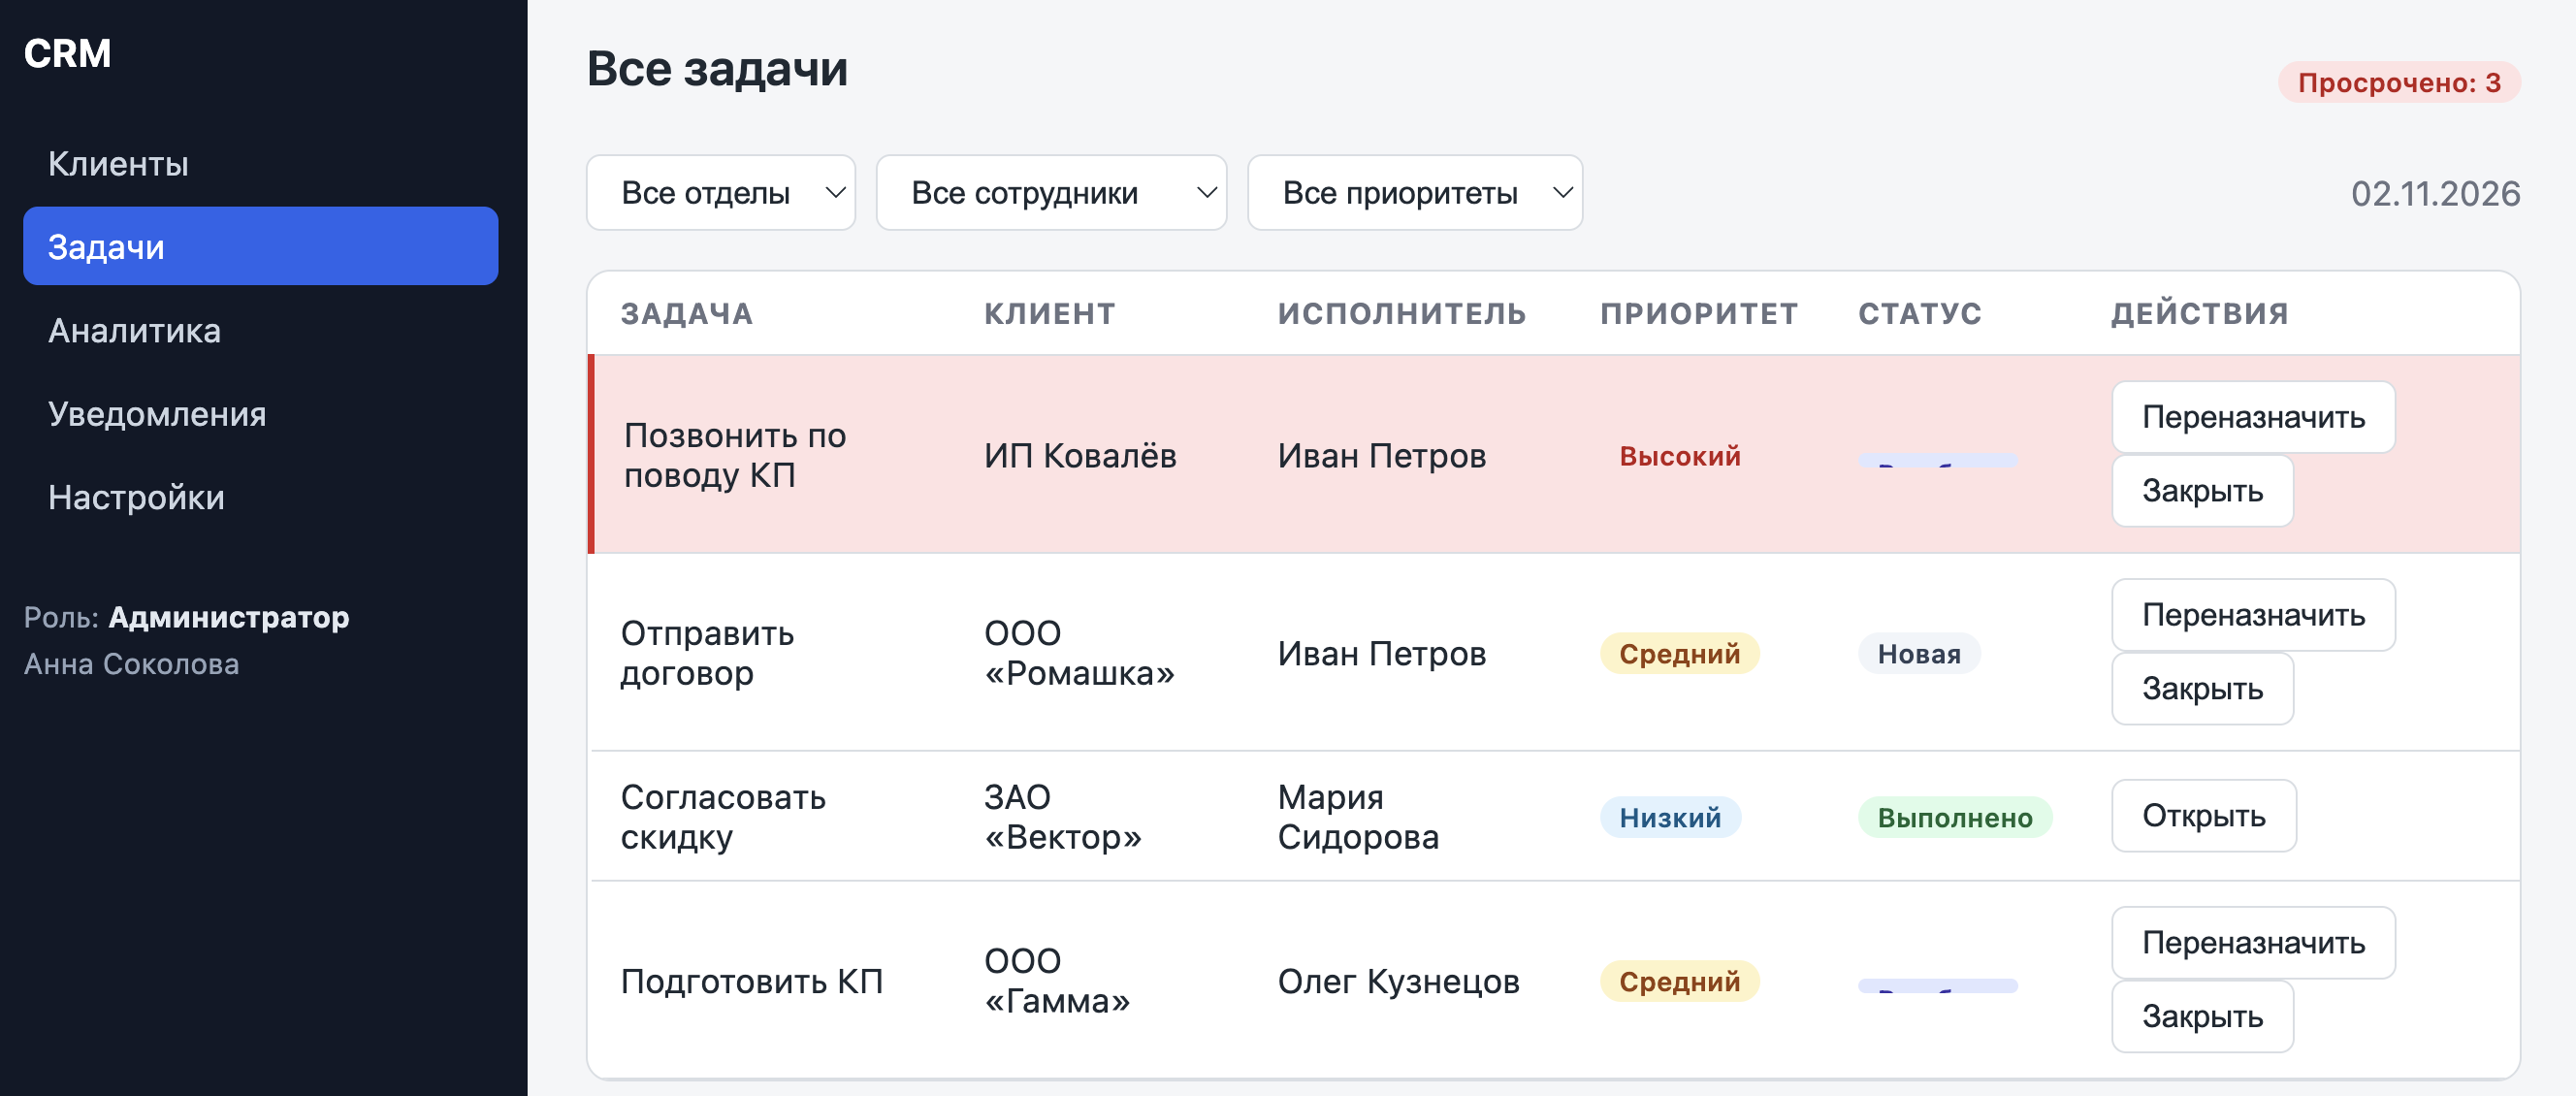 CRM
Клиенты
Задачи
Аналитика
Уведомления
Настройки
Роль: Администратор
Анна Соколова
Все задачи
Просрочено: 3
Все отделы
Все сотрудники
Все приоритеты
02.11.2026
ЗАДАЧА КЛИЕНТ ИСПОЛНИТЕЛЬ ПРИОРИТЕТ СТАТУС ДЕЙСТВИЯ
Позвонить по
поводу КП
ИП Ковалёв
Иван Петров
Высокий
Переназначить
Закрыть
Отправить
договор
ООО
«Ромашка»
Иван Петров
Средний
Новая
Переназначить
Закрыть
Согласовать
скидку
ЗАО
«Вектор»
Мария
Сидорова
Низкий
Выполнено
Открыть
Подготовить КП
ООО
«Гамма»
Олег Кузнецов
Средний
Переназначить
Закрыть